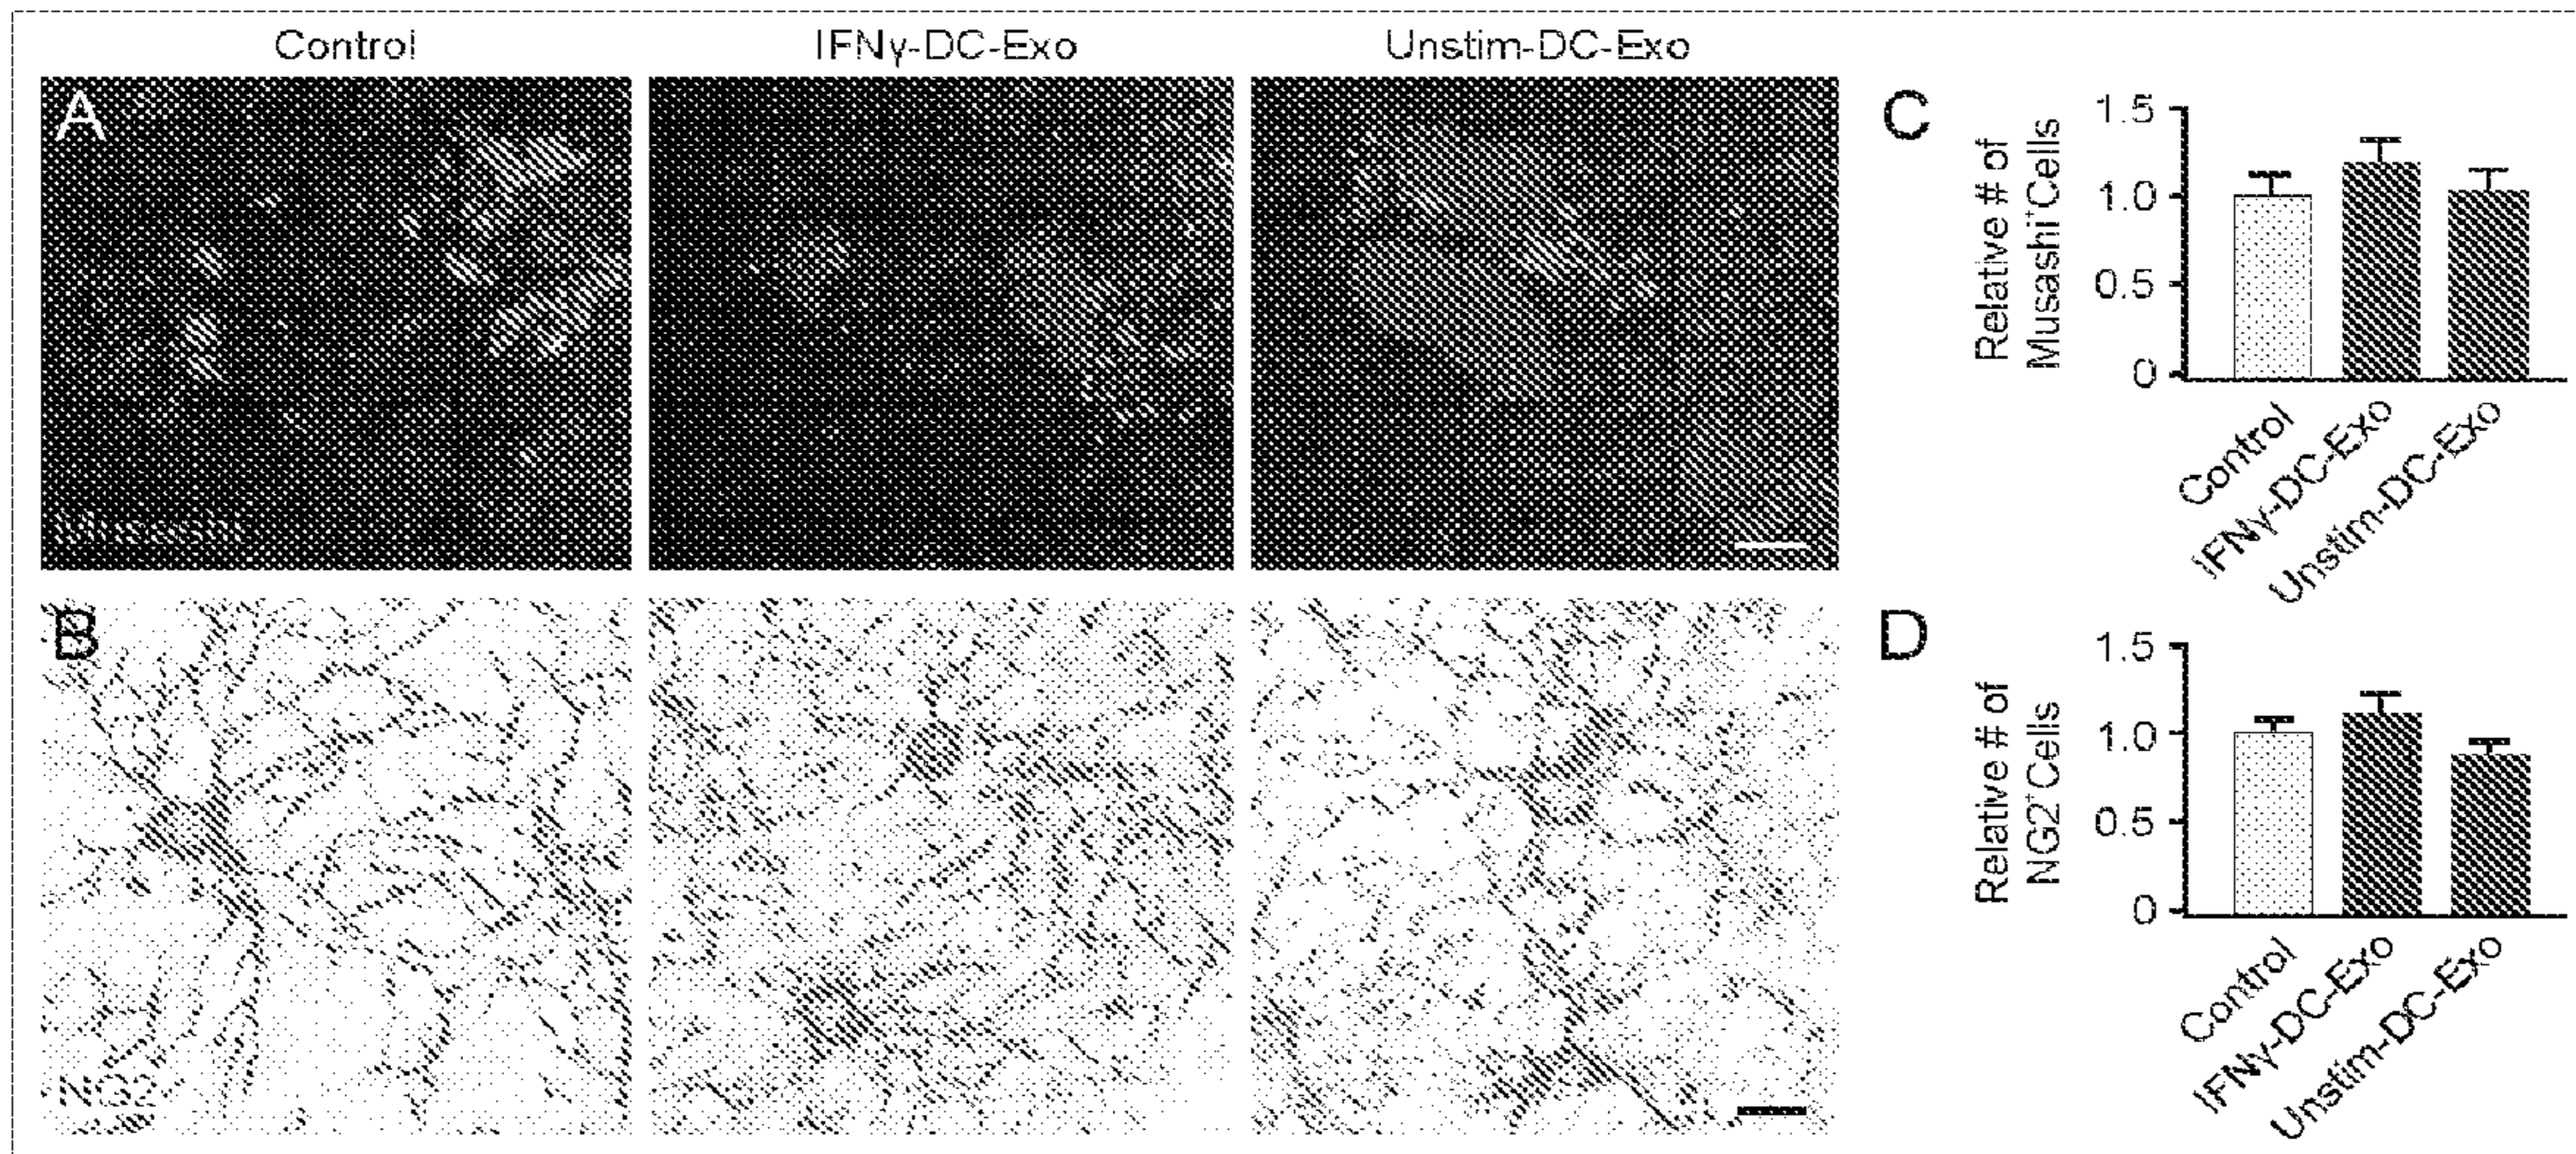 Control
IFNγ-DC-Exo
Unstim-DC-Exo
A
Musashi
B
NG2
C
Relative # of
Musashi⁺Cells
1.5
1.0
0.5
0
Control
IFNγ-DC-Exo
Unstim-DC-Exo
D
Relative # of
NG2⁺Cells
1.5
1.0
0.5
0
Control
IFNγ-DC-Exo
Unstim-DC-Exo